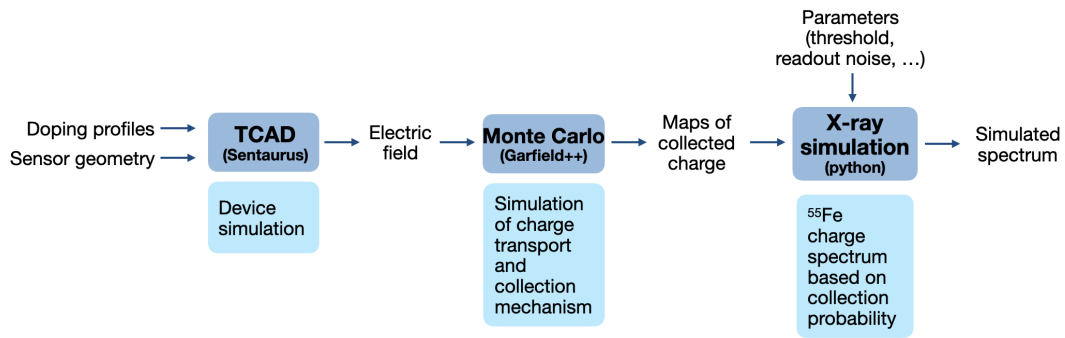 Parameters
(threshold,
readout noise, …)
Doping profiles
Sensor geometry
TCAD
(Sentaurus)
Electric
field
Monte Carlo
(Garfield++)
Maps of
collected
charge
X-ray
simulation
(python)
Simulated
spectrum
Device
simulation
Simulation
of charge
transport
and
collection
mechanism
⁵⁵Fe
charge
spectrum
based on
collection
probability